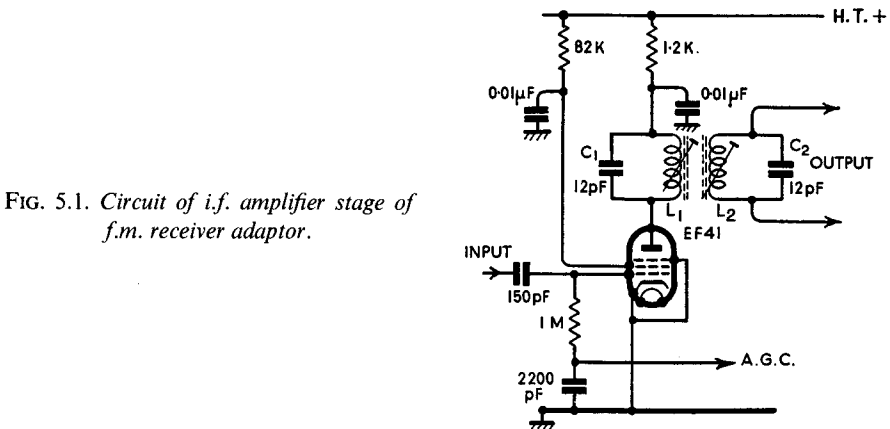 H.T.+
82K
1·2K.
0·01µF
0·01µF
C1
12pF
L1
L2
C2
12pF
OUTPUT
FIG. 5.1. Circuit of i.f. amplifier stage of
f.m. receiver adaptor.
EF41
INPUT
150pF
1M
A.G.C.
2200
pF